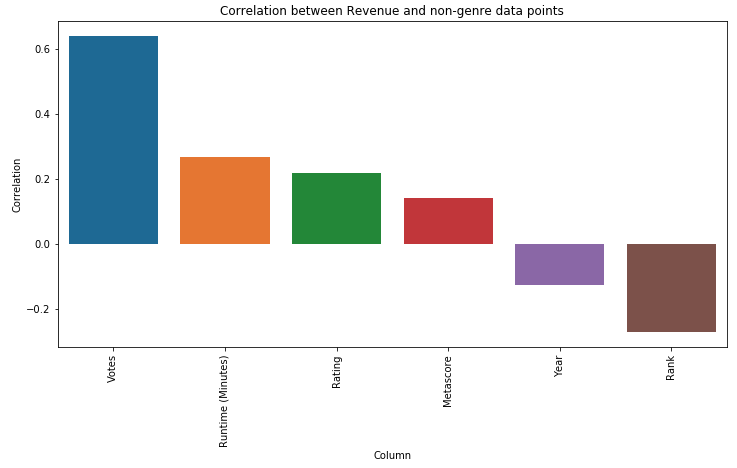 Correlation between Revenue and non-genre data points
Correlation
0.6
0.4
0.2
0.0
−0.2
Votes
Runtime (Minutes)
Rating
Metascore
Year
Rank
Column